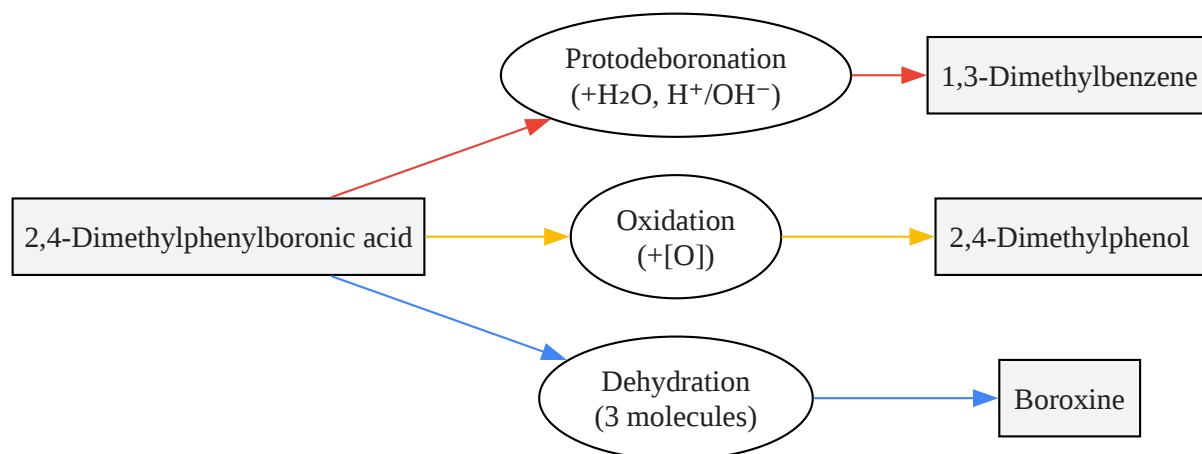 Protodeboronation
(+H₂O, H⁺/OH⁻)
1,3-Dimethylbenzene
2,4-Dimethylphenylboronic acid
Oxidation
(+[O])
2,4-Dimethylphenol
Dehydration
(3 molecules)
Boroxine